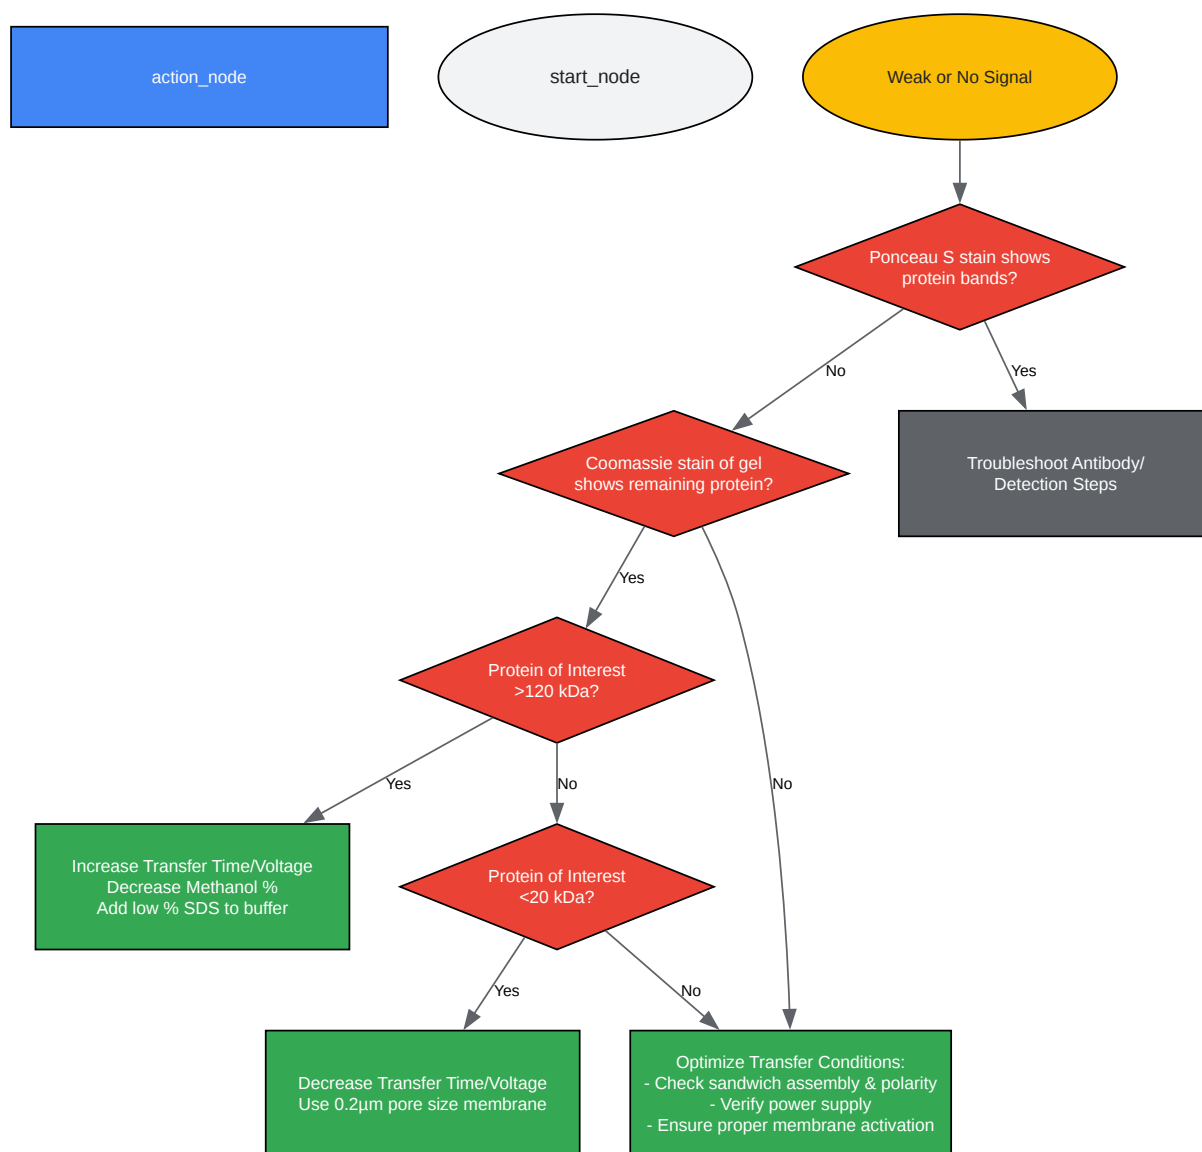 action_node
start_node
Weak or No Signal
Ponceau S stain shows
protein bands?
No
Yes
Coomassie stain of gel
shows remaining protein?
Troubleshoot Antibody/
Detection Steps
Yes
Protein of Interest
>120 kDa?
Yes
No
No
Increase Transfer Time/Voltage
Decrease Methanol %
Add low % SDS to buffer
Protein of Interest
<20 kDa?
Yes
No
Decrease Transfer Time/Voltage
Use 0.2µm pore size membrane
Optimize Transfer Conditions:
- Check sandwich assembly & polarity
- Verify power supply
- Ensure proper membrane activation